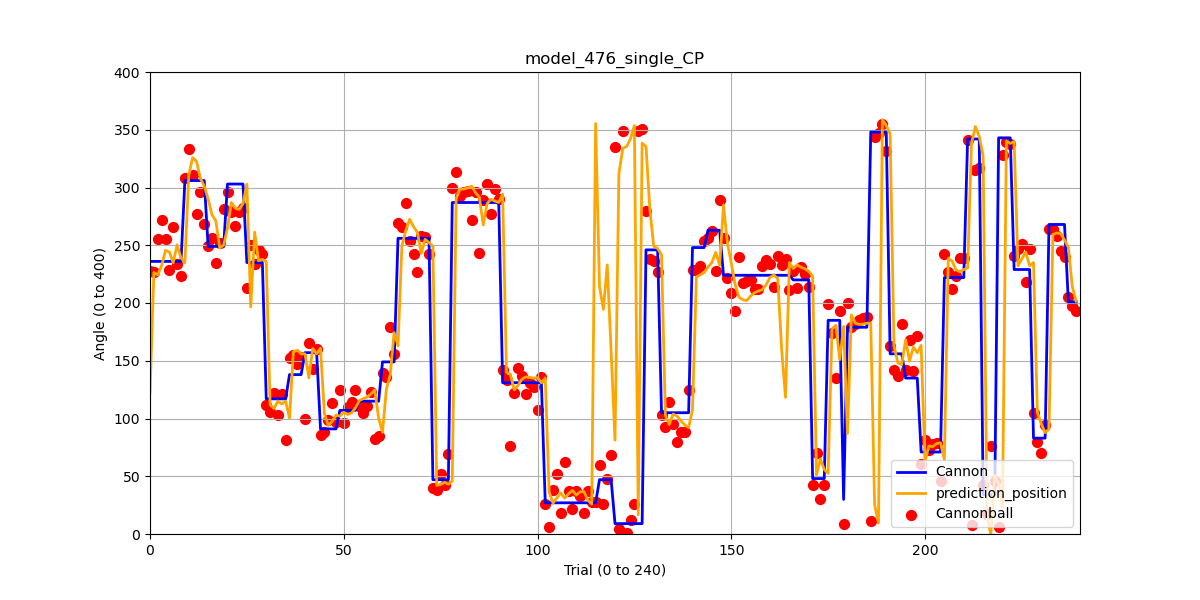 model_476_single_CP
400
350
300
250
200
150
100
50
0
Angle (0 to 400)
0 50 100 150 200
Trial (0 to 240)
Cannon
prediction_position
Cannonball